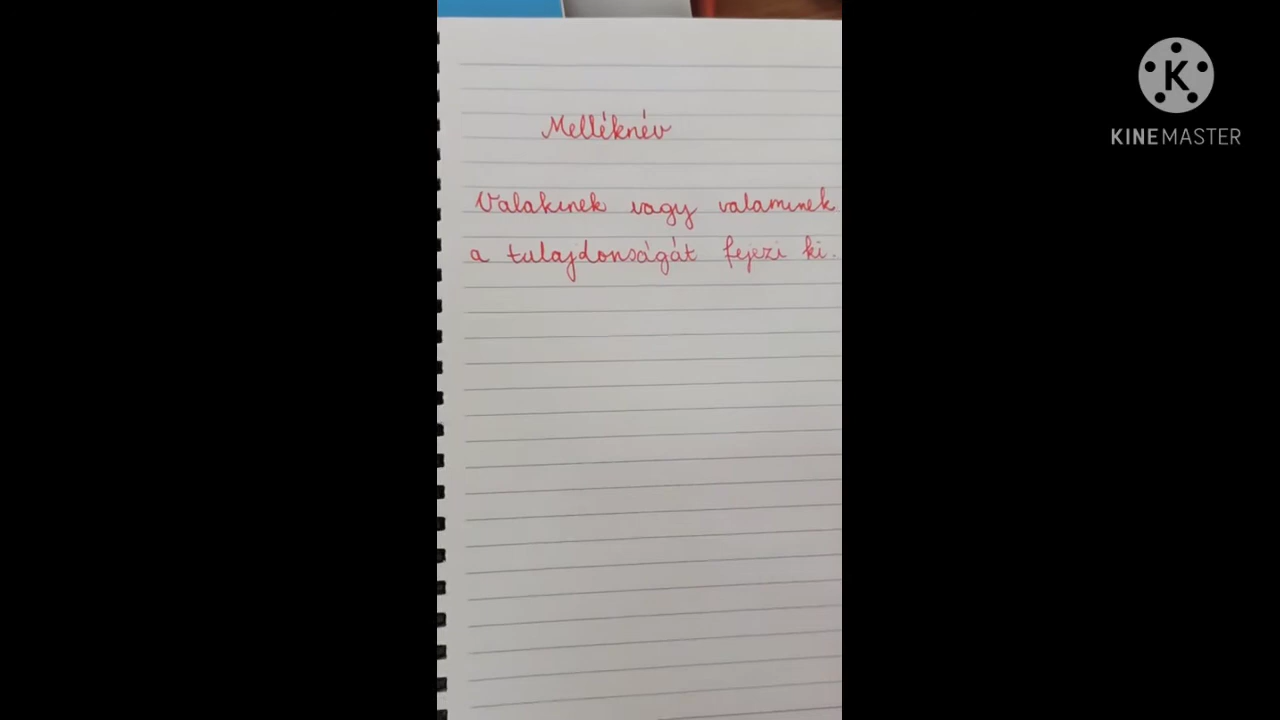 Melléknév
Valakinek vagy valaminek
a tulajdonságát fejezi ki.
K
KINEMASTER